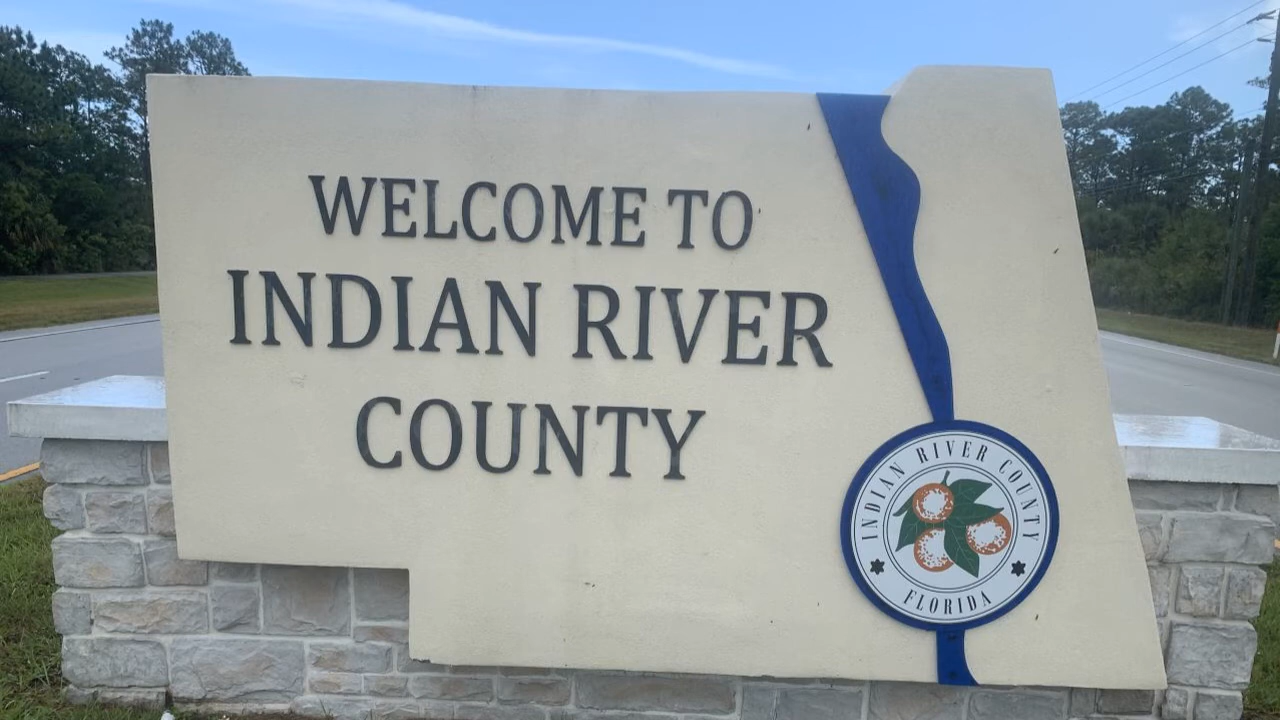 WELCOME TO
INDIAN RIVER
COUNTY
INDIAN RIVER COUNTY
FLORIDA